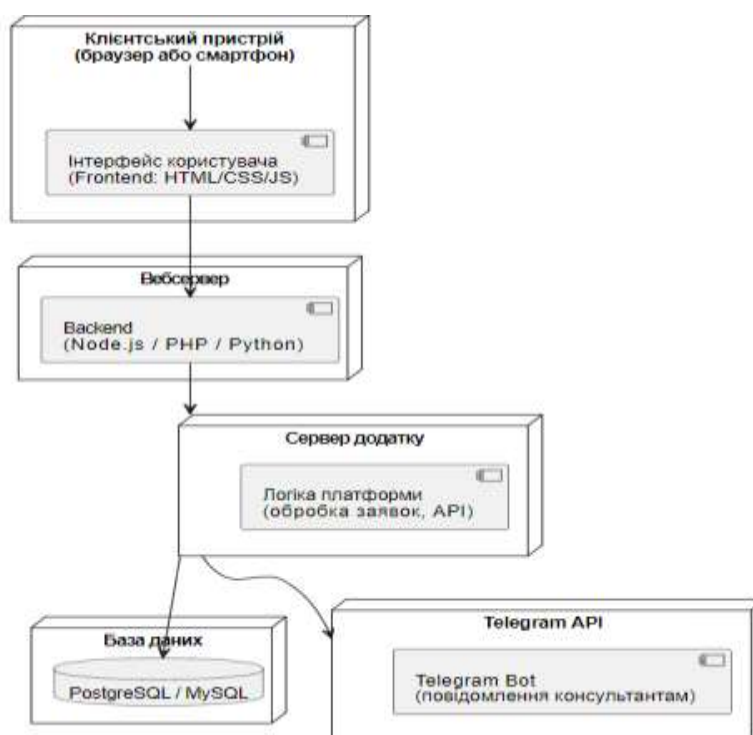 Клієнтський пристрій
(браузер або смартфон)
Інтерфейс користувача
(Frontend: HTML/CSS/JS)
Вебсервер
Backend
(Node.js / PHP / Python)
Сервер додатку
Логіка платформи
(обробка заявок, API)
База даних
PostgreSQL / MySQL
Telegram API
Telegram Bot
(повідомлення консультантам)